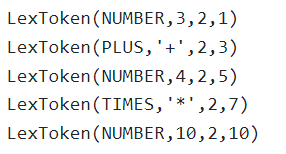 LexToken(NUMBER,3,2,1)
LexToken(PLUS,'+',2,3)
LexToken(NUMBER,4,2,5)
LexToken(TIMES,'*',2,7)
LexToken(NUMBER,10,2,10)